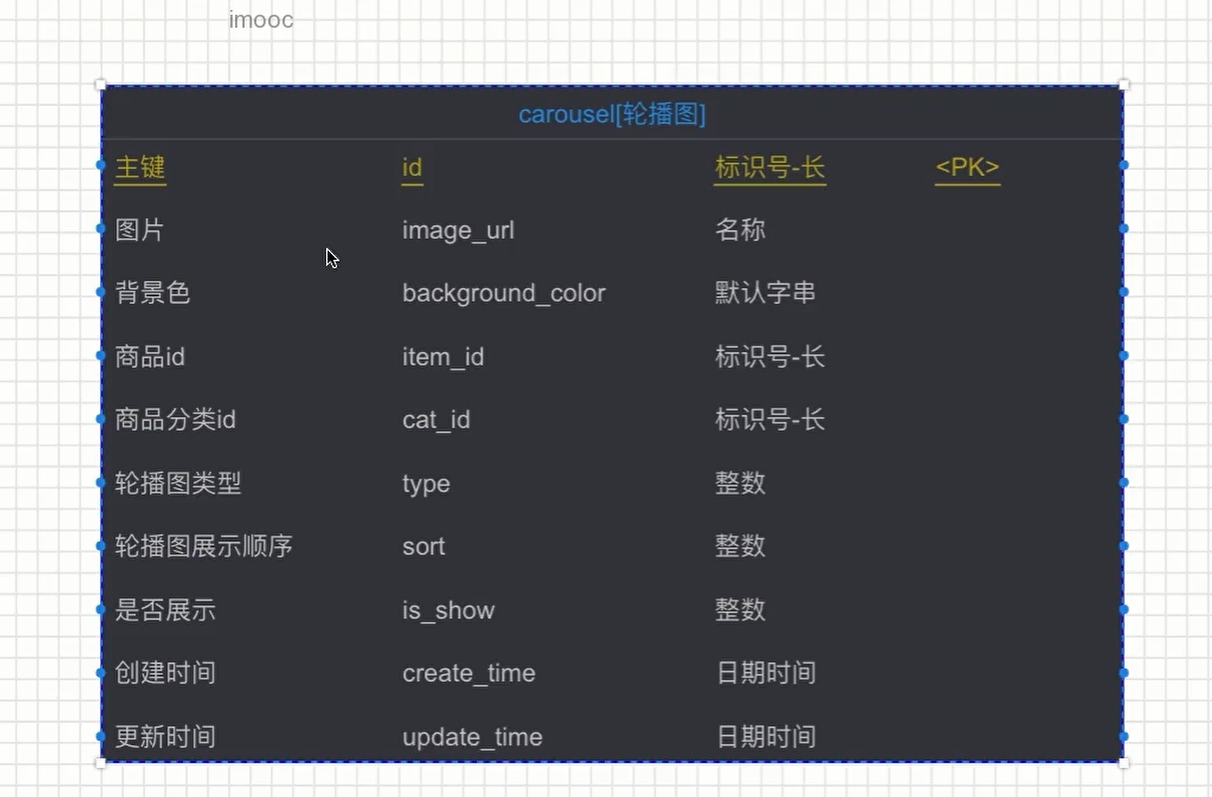 imooc
carousel[轮播图]
主键 id 标识号-长 <PK>
图片 image_url 名称
背景色 background_color 默认字串
商品id item_id 标识号-长
商品分类id cat_id 标识号-长
轮播图类型 type 整数
轮播图展示顺序 sort 整数
是否展示 is_show 整数
创建时间 create_time 日期时间
更新时间 update_time 日期时间